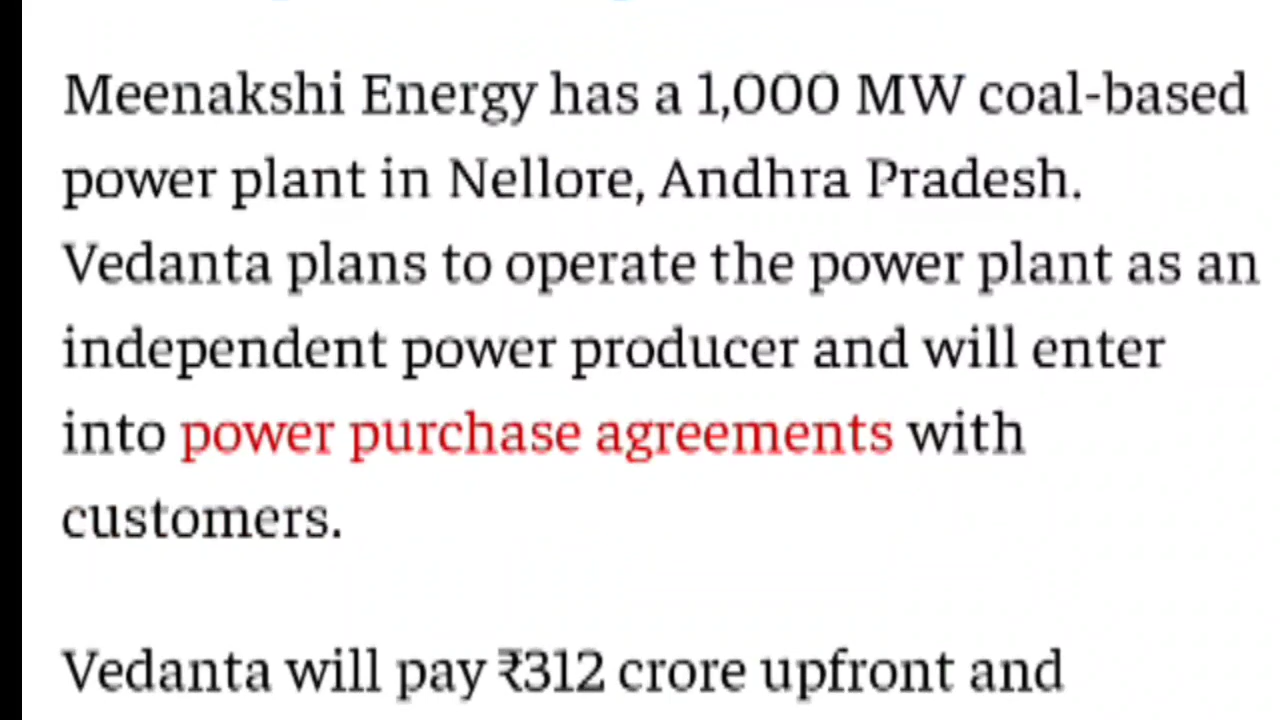 Meenakshi Energy has a 1,000 MW coal-based
power plant in Nellore, Andhra Pradesh.
Vedanta plans to operate the power plant as an
independent power producer and will enter
into power purchase agreements with
customers.
Vedanta will pay ₹312 crore upfront and